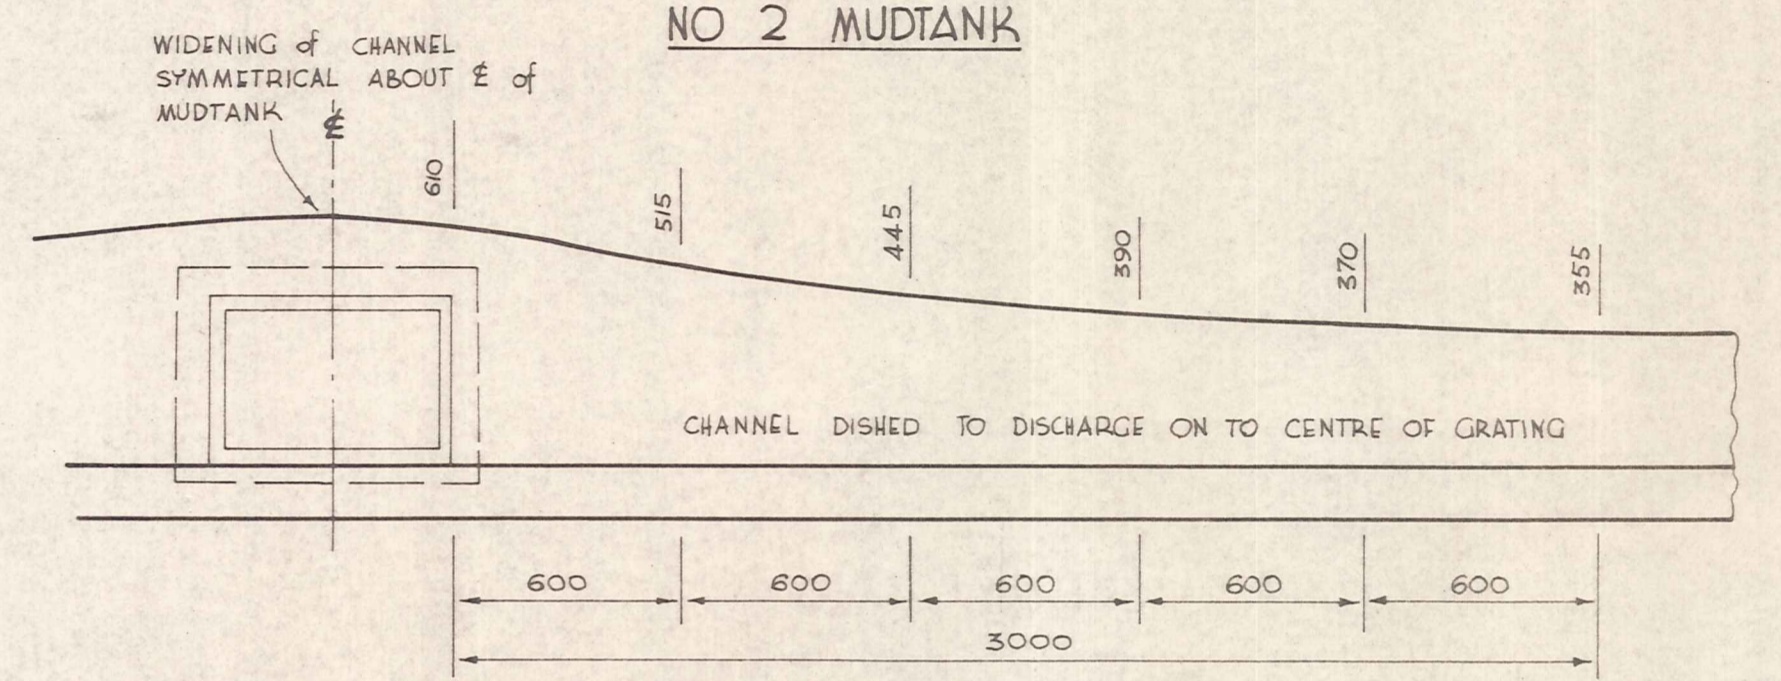 NO 2 MUDTANK
WIDENING of CHANNEL
SYMMETRICAL ABOUT ℄ of
MUDTANK
℄
610
515
445
390
370
355
CHANNEL DISHED TO DISCHARGE ON TO CENTRE OF GRATING
600 600 600 600 600
3000